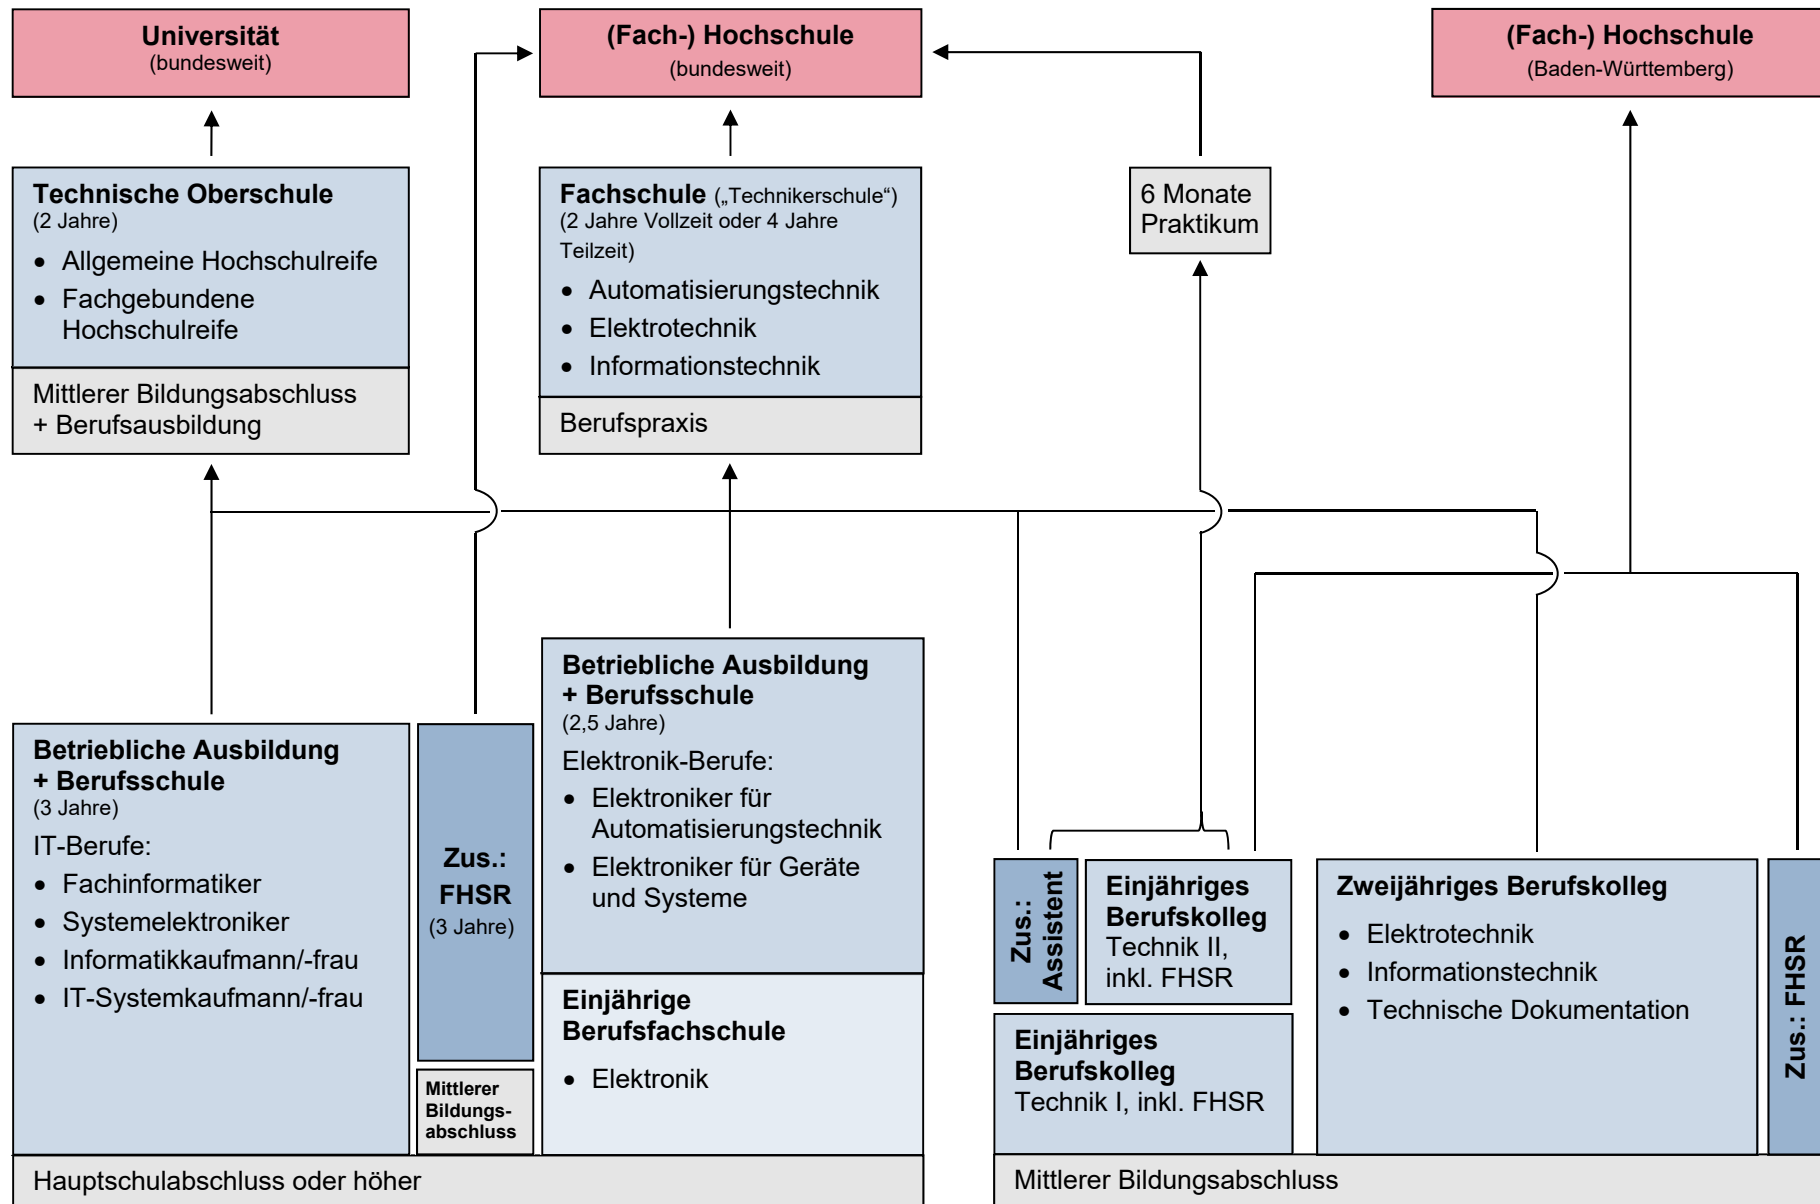 Universität
(bundesweit)
(Fach-) Hochschule
(bundesweit)
(Fach-) Hochschule
(Baden-Württemberg)
Technische Oberschule
(2 Jahre)
• Allgemeine Hochschulreife
• Fachgebundene
Hochschulreife
Mittlerer Bildungsabschluss
+ Berufsausbildung
Fachschule („Technikerschule“)
(2 Jahre Vollzeit oder 4 Jahre
Teilzeit)
• Automatisierungstechnik
• Elektrotechnik
• Informationstechnik
Berufspraxis
6 Monate
Praktikum
Betriebliche Ausbildung
+ Berufsschule
(3 Jahre)
IT-Berufe:
• Fachinformatiker
• Systemelektroniker
• Informatikkaufmann/-frau
• IT-Systemkaufmann/-frau
Zus.:
FHSR
(3 Jahre)
Mittlerer
Bildungs-
abschluss
Betriebliche Ausbildung
+ Berufsschule
(2,5 Jahre)
Elektronik-Berufe:
• Elektroniker für
Automatisierungstechnik
• Elektroniker für Geräte
und Systeme
Einjährige
Berufsfachschule
• Elektronik
Hauptschulabschluss oder höher
Zus.:
Assistent
Einjähriges
Berufskolleg
Technik II,
inkl. FHSR
Einjähriges
Berufskolleg
Technik I, inkl. FHSR
Zweijähriges Berufskolleg
• Elektrotechnik
• Informationstechnik
• Technische Dokumentation
Zus.: FHSR
Mittlerer Bildungsabschluss